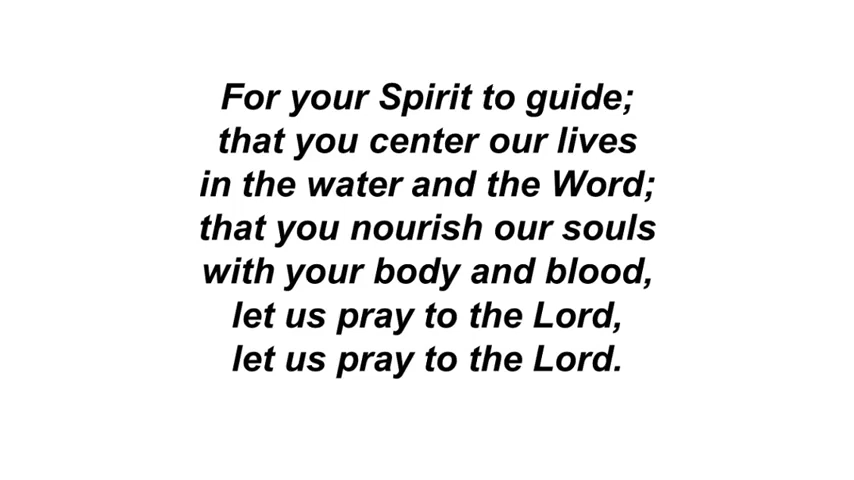 For your Spirit to guide;
that you center our lives
in the water and the Word;
that you nourish our souls
with your body and blood,
let us pray to the Lord,
let us pray to the Lord.